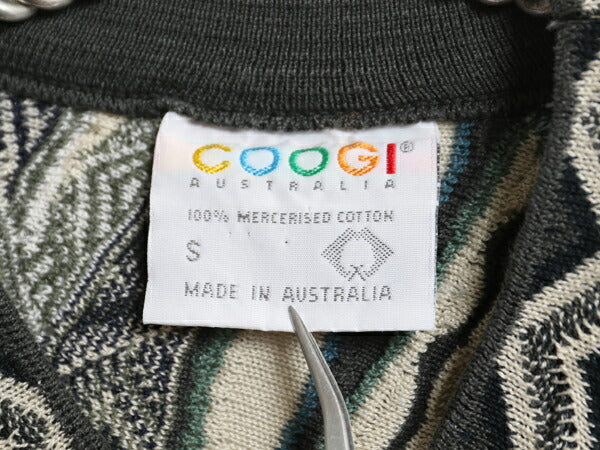 COOGI®
AUSTRALIA
100% MERCERISED COTTON
S
MADE IN AUSTRALIA